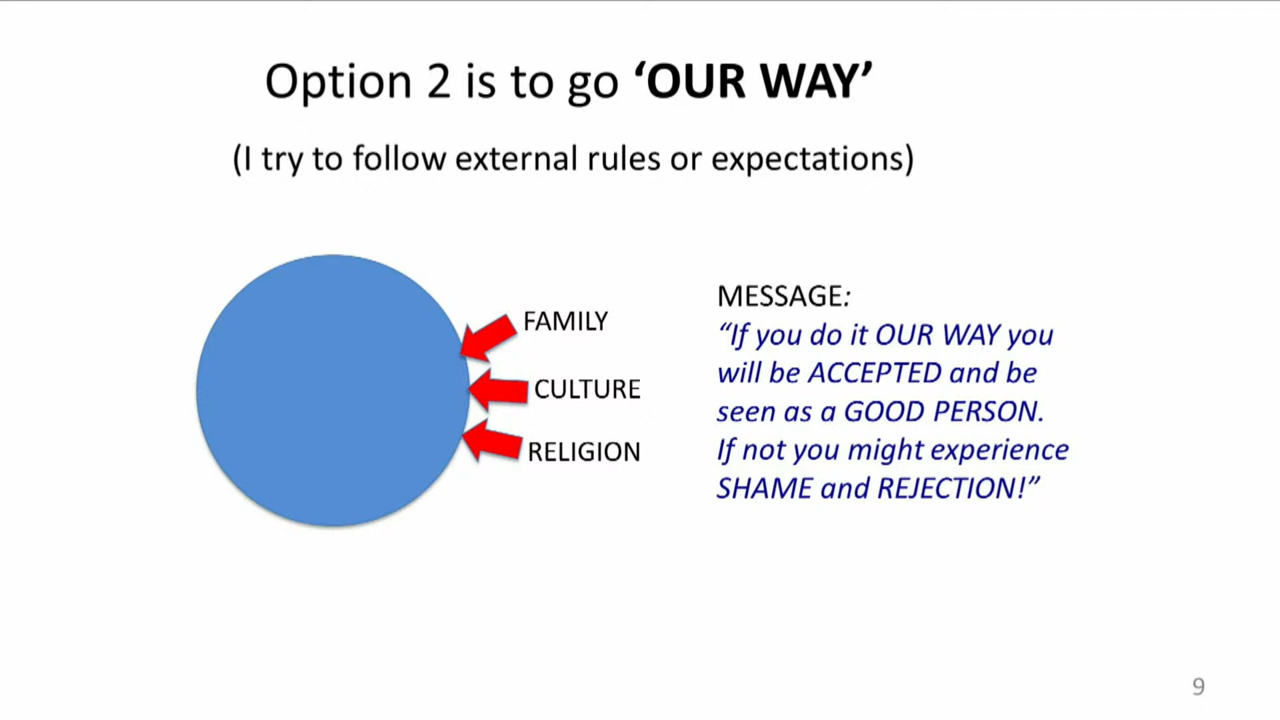 Option 2 is to go ‘OUR WAY’
(I try to follow external rules or expectations)
FAMILY
CULTURE
RELIGION
MESSAGE:
“If you do it OUR WAY you
will be ACCEPTED and be
seen as a GOOD PERSON.
If not you might experience
SHAME and REJECTION!”
9